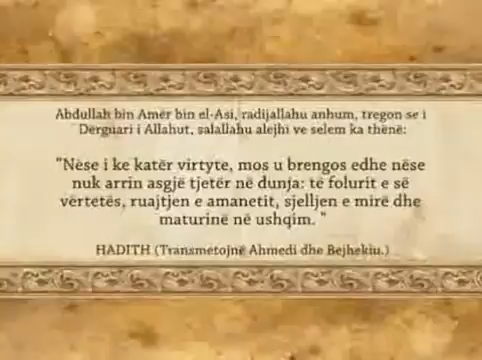 Abdullah bin Amër bin el-Asi, radijallahu anhum, tregon se i
Dërguari i Allahut, salallahu alejhi ve selem ka thënë:
"Nëse i ke katër virtyte, mos u brengos edhe nëse
nuk arrin asgjë tjetër në dunja: të folurit e së
vërtetës, ruajtjen e amanetit, sjelljen e mirë dhe
maturinë në ushqim. "
HADITH (Transmetojnë Ahmedi dhe Bejhekiu.)